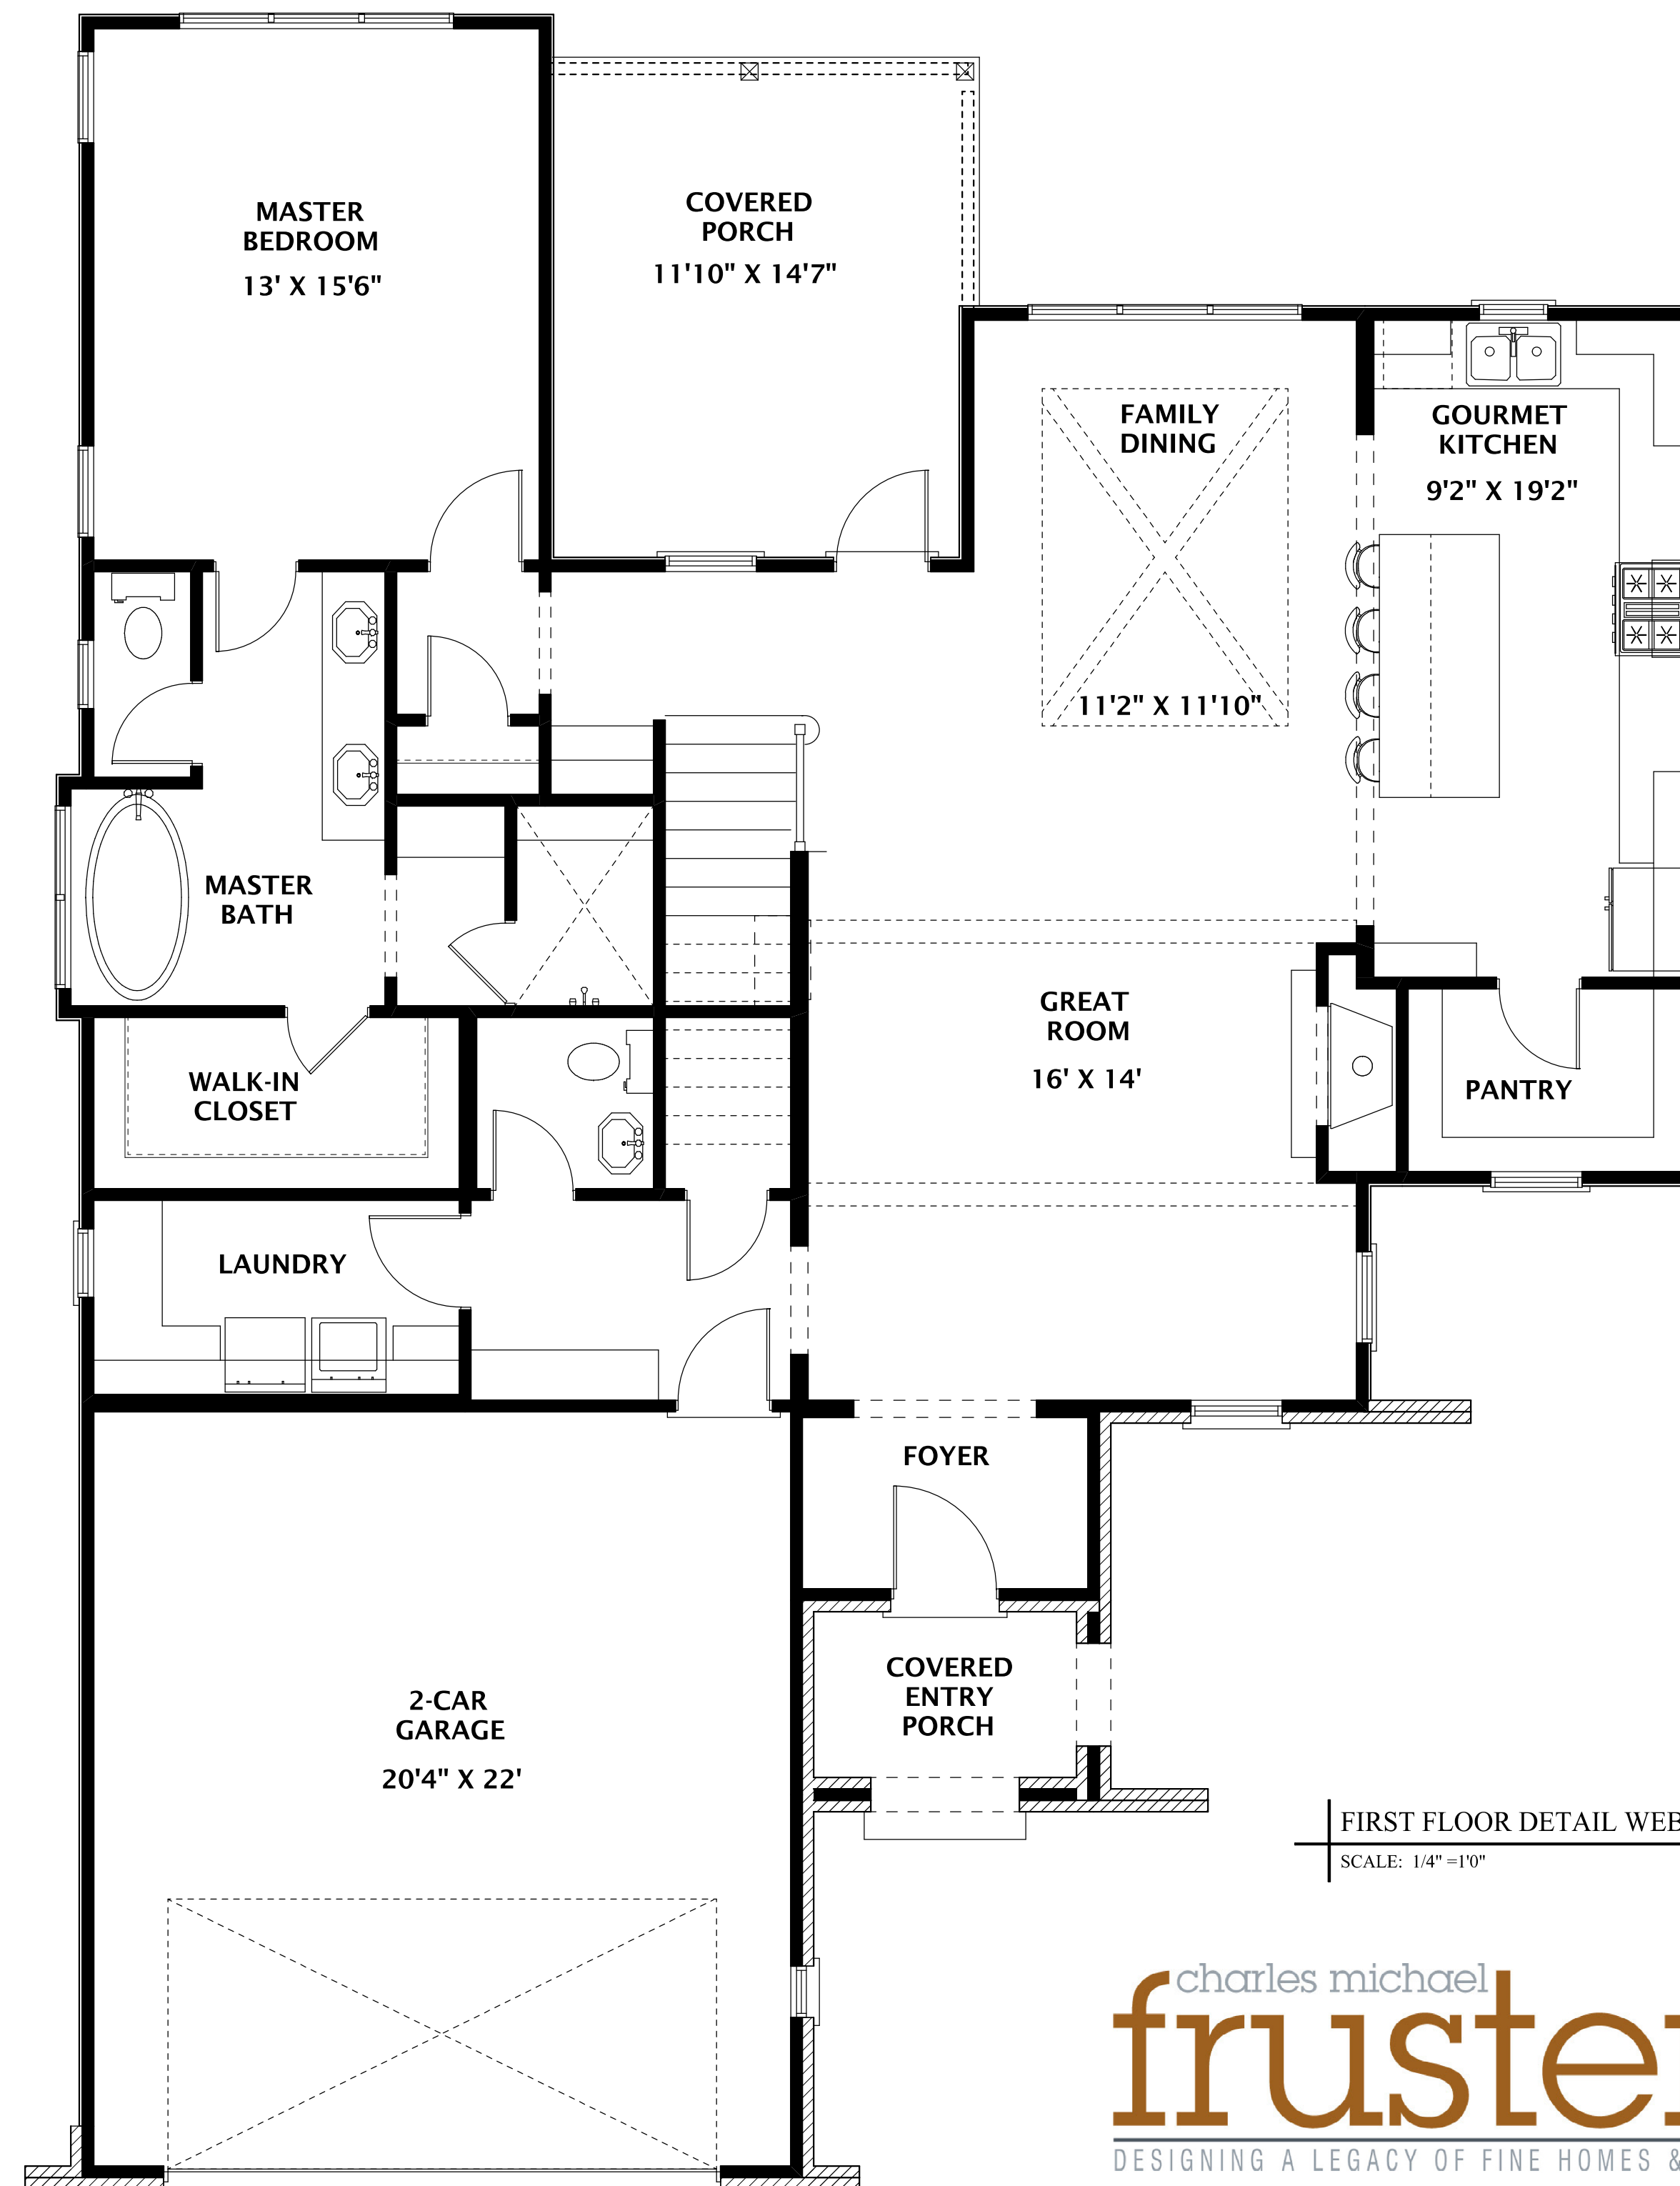 MASTER
BEDROOM
13' X 15'6"
COVERED
PORCH
11'10" X 14'7"
FAMILY
DINING
11'2" X 11'10"
GOURMET
KITCHEN
9'2" X 19'2"
MASTER
BATH
GREAT
ROOM
16' X 14'
WALK-IN
CLOSET
PANTRY
LAUNDRY
FOYER
COVERED
ENTRY
PORCH
2-CAR
GARAGE
20'4" X 22'
FIRST FLOOR DETAIL WEB
SCALE: 1/4" =1'0"
charles michael
fruster
DESIGNING A LEGACY OF FINE HOMES &